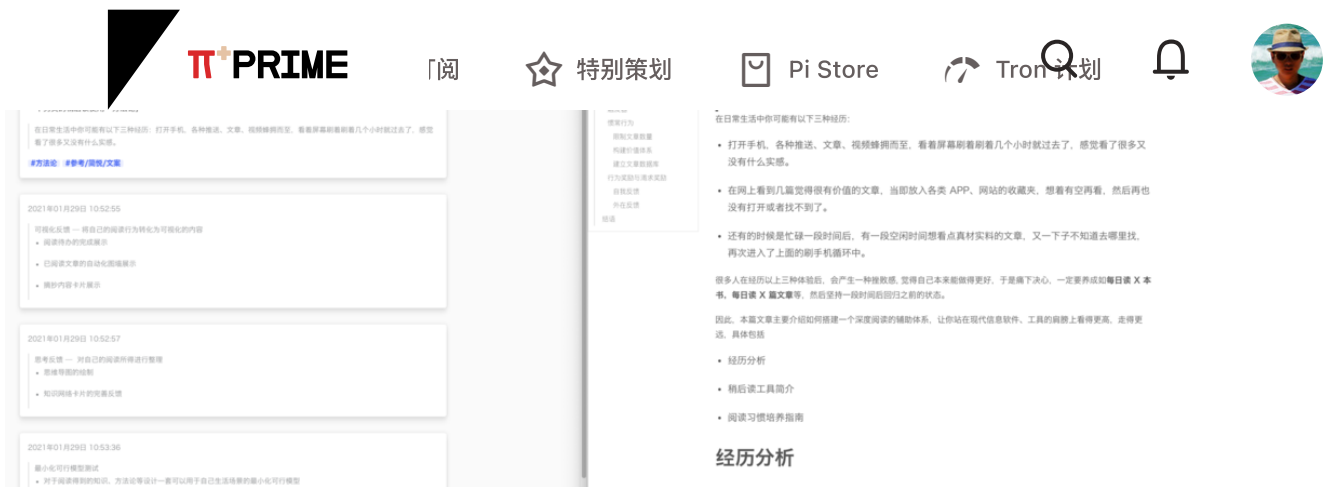 π+PRIME
阅
特别策划
Pi Store
Tron 计划
在日常生活中你可能有以下三种经历：打开手机，各种推送、文章、视频蜂拥而至，看着屏幕刷着刷着几个小时就过去了，感觉
看了很多又没有什么实感。
#方法论 #参考/简悦/文案
2021年01月29日 10:52:55
可视化反馈 -- 将自己的阅读行为转化为可视化的内容
• 阅读待办的完成展示
• 已阅读文章的自动化图墙展示
• 摘抄内容卡片展示
2021年01月29日 10:52:57
思考反馈 -- 对自己的阅读所得进行整理
• 思维导图的绘制
• 知识网络卡片的完善反馈
2021年01月29日 10:53:36
最小化可行模型测试
• 对于阅读得到的知识、方法论等设计一套可以用于自己生活场景的最小化可行模型
惯常行为
限制文章数量
构建价值体系
建立文章数据库
行为奖励与渴求奖励
自我反馈
外在反馈
结语
在日常生活中你可能有以下三种经历：
• 打开手机，各种推送、文章、视频蜂拥而至，看着屏幕刷着刷着几个小时就过去了，感觉看了很多又
没有什么实感。
• 在网上看到几篇觉得很有价值的文章，当即放入各类 APP、网站的收藏夹，想着有空再看，然后再也
没有打开或者找不到了。
• 还有的时候是忙碌一段时间后，有一段空闲时间想看点真材实料的文章，又一下子不知道去哪里找，
再次进入了上面的刷手机循环中。
很多人在经历以上三种体验后，会产生一种挫败感，觉得自己本来能做得更好，于是痛下决心，一定要养成如每日读 X 本
书、每日读 X 篇文章等，然后坚持一段时间后回归之前的状态。
因此，本篇文章主要介绍如何搭建一个深度阅读的辅助体系，让你站在现代信息软件、工具的肩膀上看得更高，走得更
远，具体包括
• 经历分析
• 稍后读工具简介
• 阅读习惯培养指南
经历分析